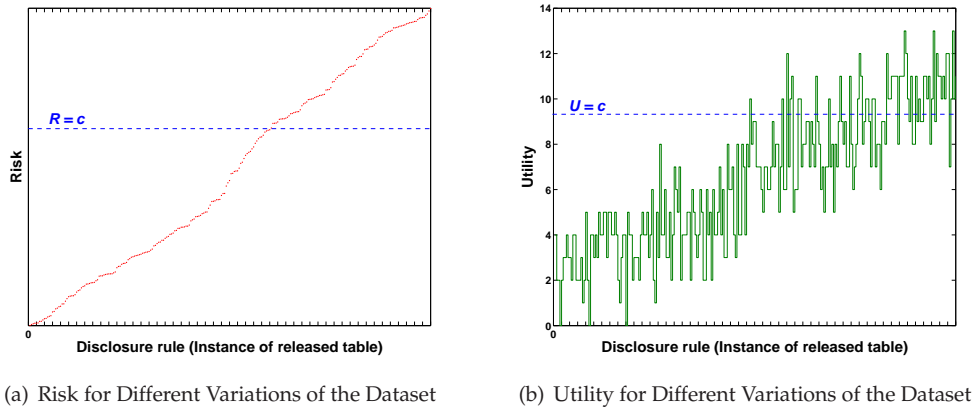 R = c
Risk
0
Disclosure rule (Instance of released table)
(a) Risk for Different Variations of the Dataset
14
12
10
8
6
4
2
0
U = c
Utility
0
Disclosure rule (Instance of released table)
(b) Utility for Different Variations of the Dataset